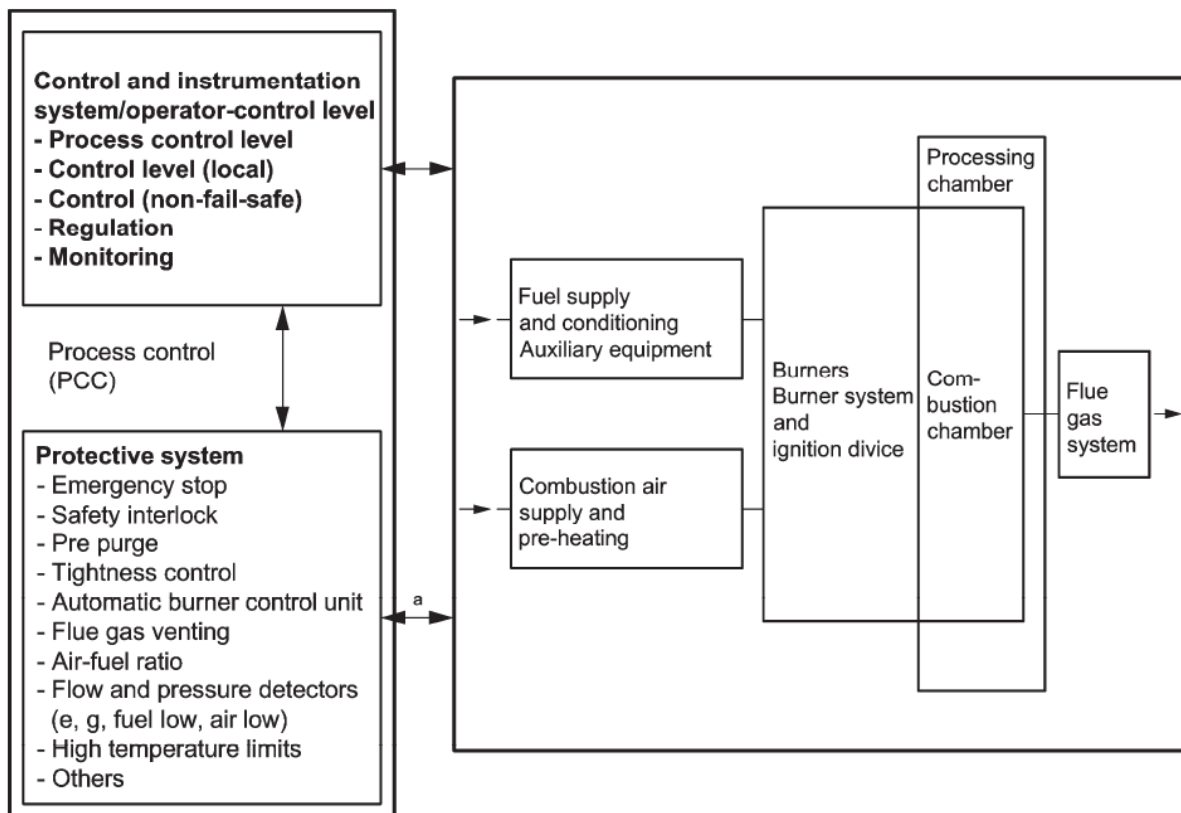 Control and instrumentation
system/operator-control level
- Process control level
- Control level (local)
- Control (non-fail-safe)
- Regulation
- Monitoring
Process control
(PCC)
Protective system
- Emergency stop
- Safety interlock
- Pre purge
- Tightness control
- Automatic burner control unit
- Flue gas venting
- Air-fuel ratio
- Flow and pressure detectors
(e, g, fuel low, air low)
- High temperature limits
- Others
a
Fuel supply
and conditioning
Auxiliary equipment
Combustion air
supply and
pre-heating
Burners
Burner system
and
ignition divice
Processing
chamber
Com-
bustion
chamber
Flue
gas
system